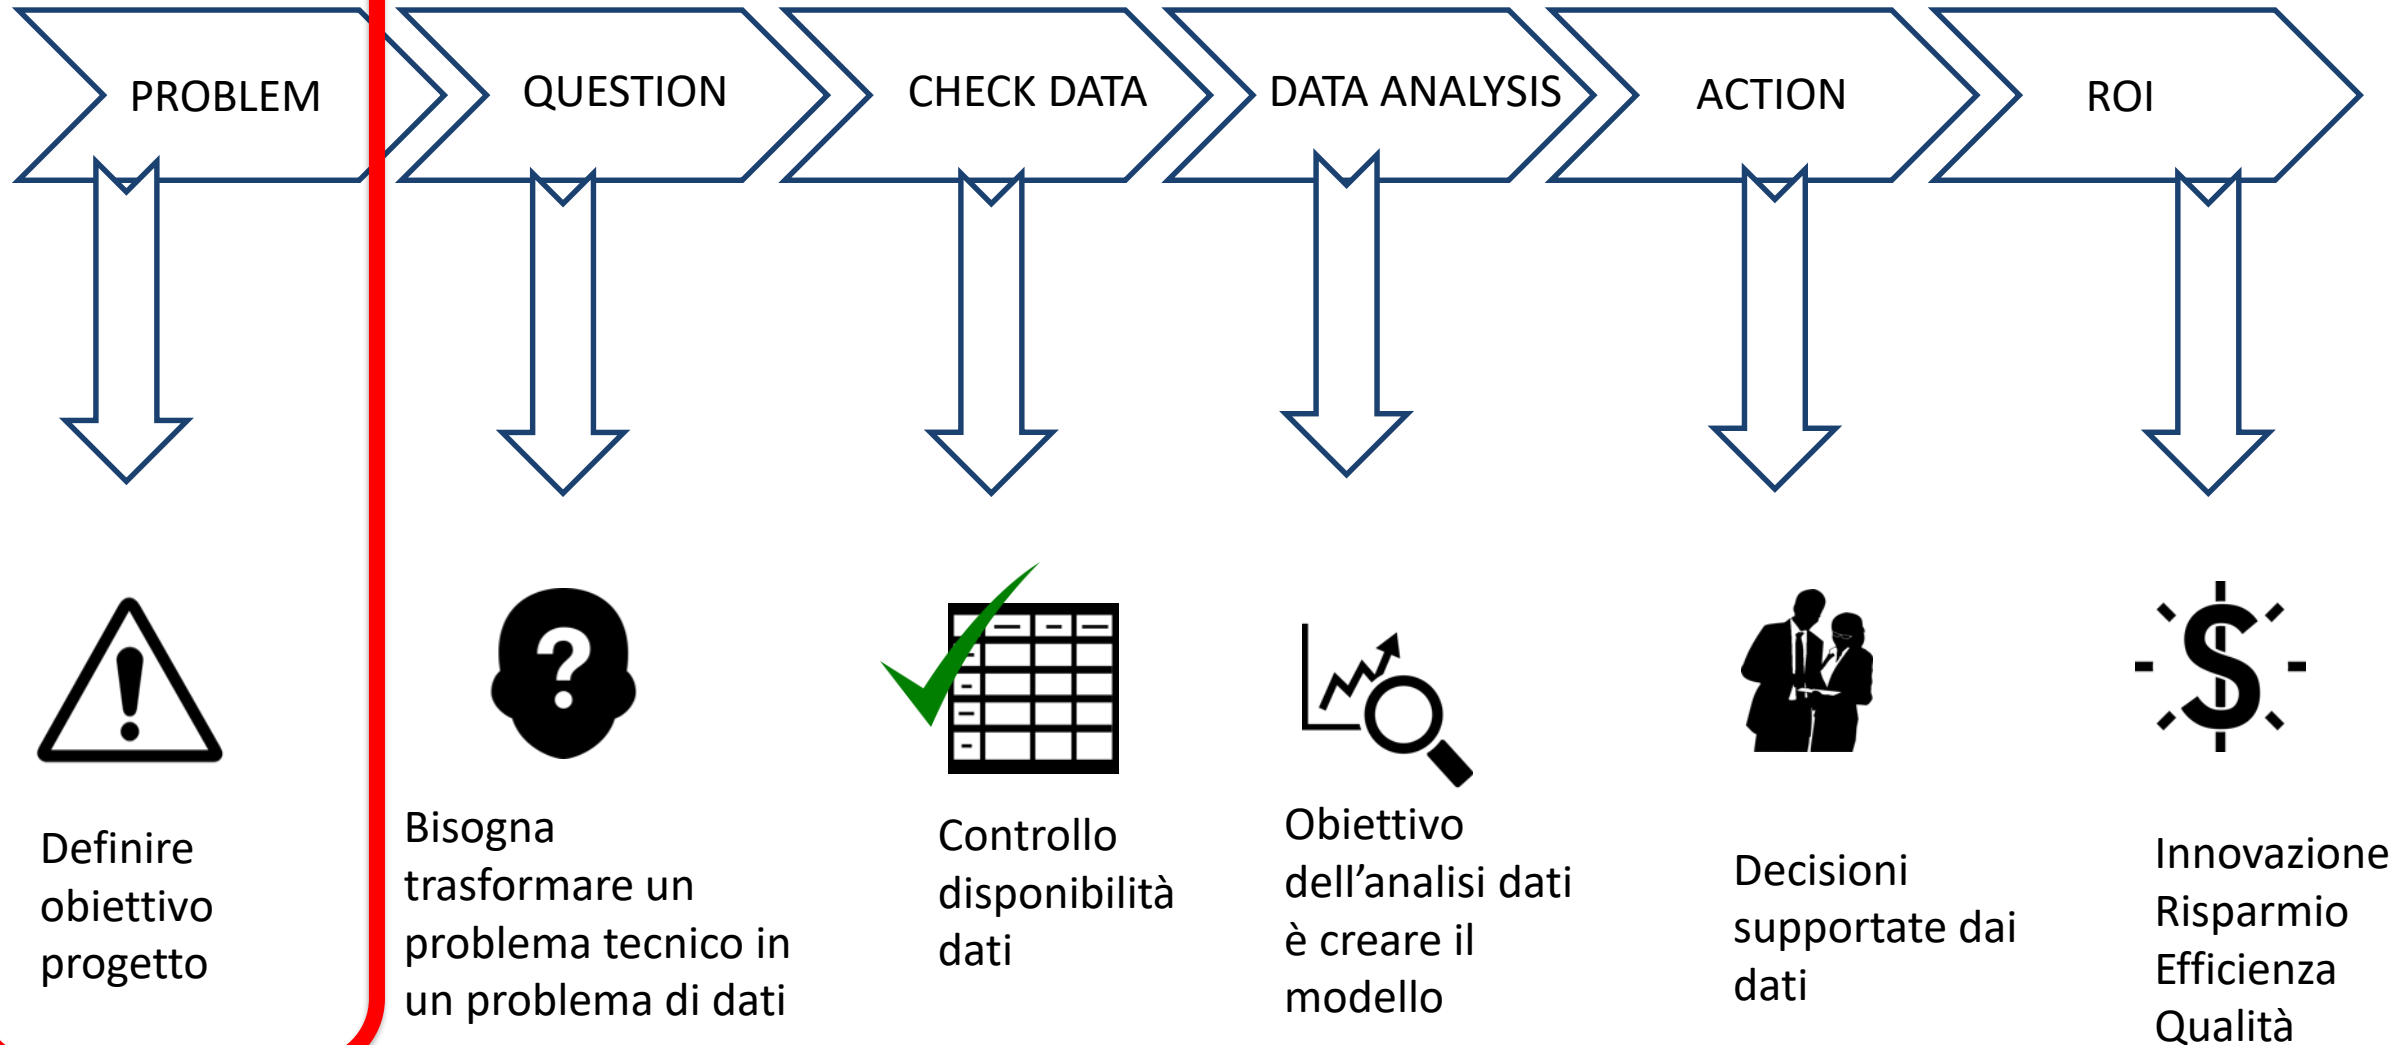 PROBLEM
QUESTION
CHECK DATA
DATA ANALYSIS
ACTION
ROI
?
$
Definire
obiettivo
progetto
Bisogna
trasformare un
problema tecnico in
un problema di dati
Controllo
disponibilità
dati
Obiettivo
dell’analisi dati
è creare il
modello
Decisioni
supportate dai
dati
Innovazione
Risparmio
Efficienza
Qualità